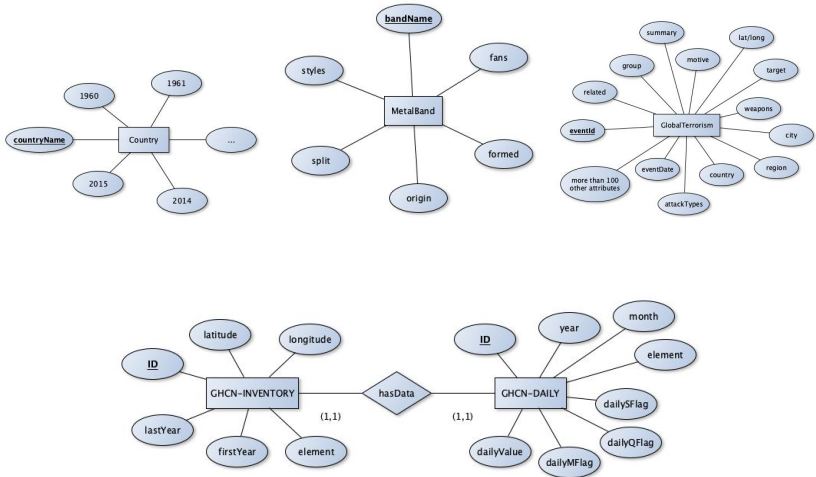 1960
1961
countryName
Country
...
2015
2014
bandName
styles
fans
MetalBand
split
formed
origin
summary
lat/long
group
motive
target
related
weapons
eventId
GlobalTerrorism
city
more than 100
other attributes
eventDate
country
region
attackTypes
latitude
longitude
ID
GHCN-INVENTORY
lastYear
firstYear
element
(1,1)
hasData
(1,1)
ID
year
month
element
GHCN-DAILY
dailySFlag
dailyQFlag
dailyValue
dailyMFlag